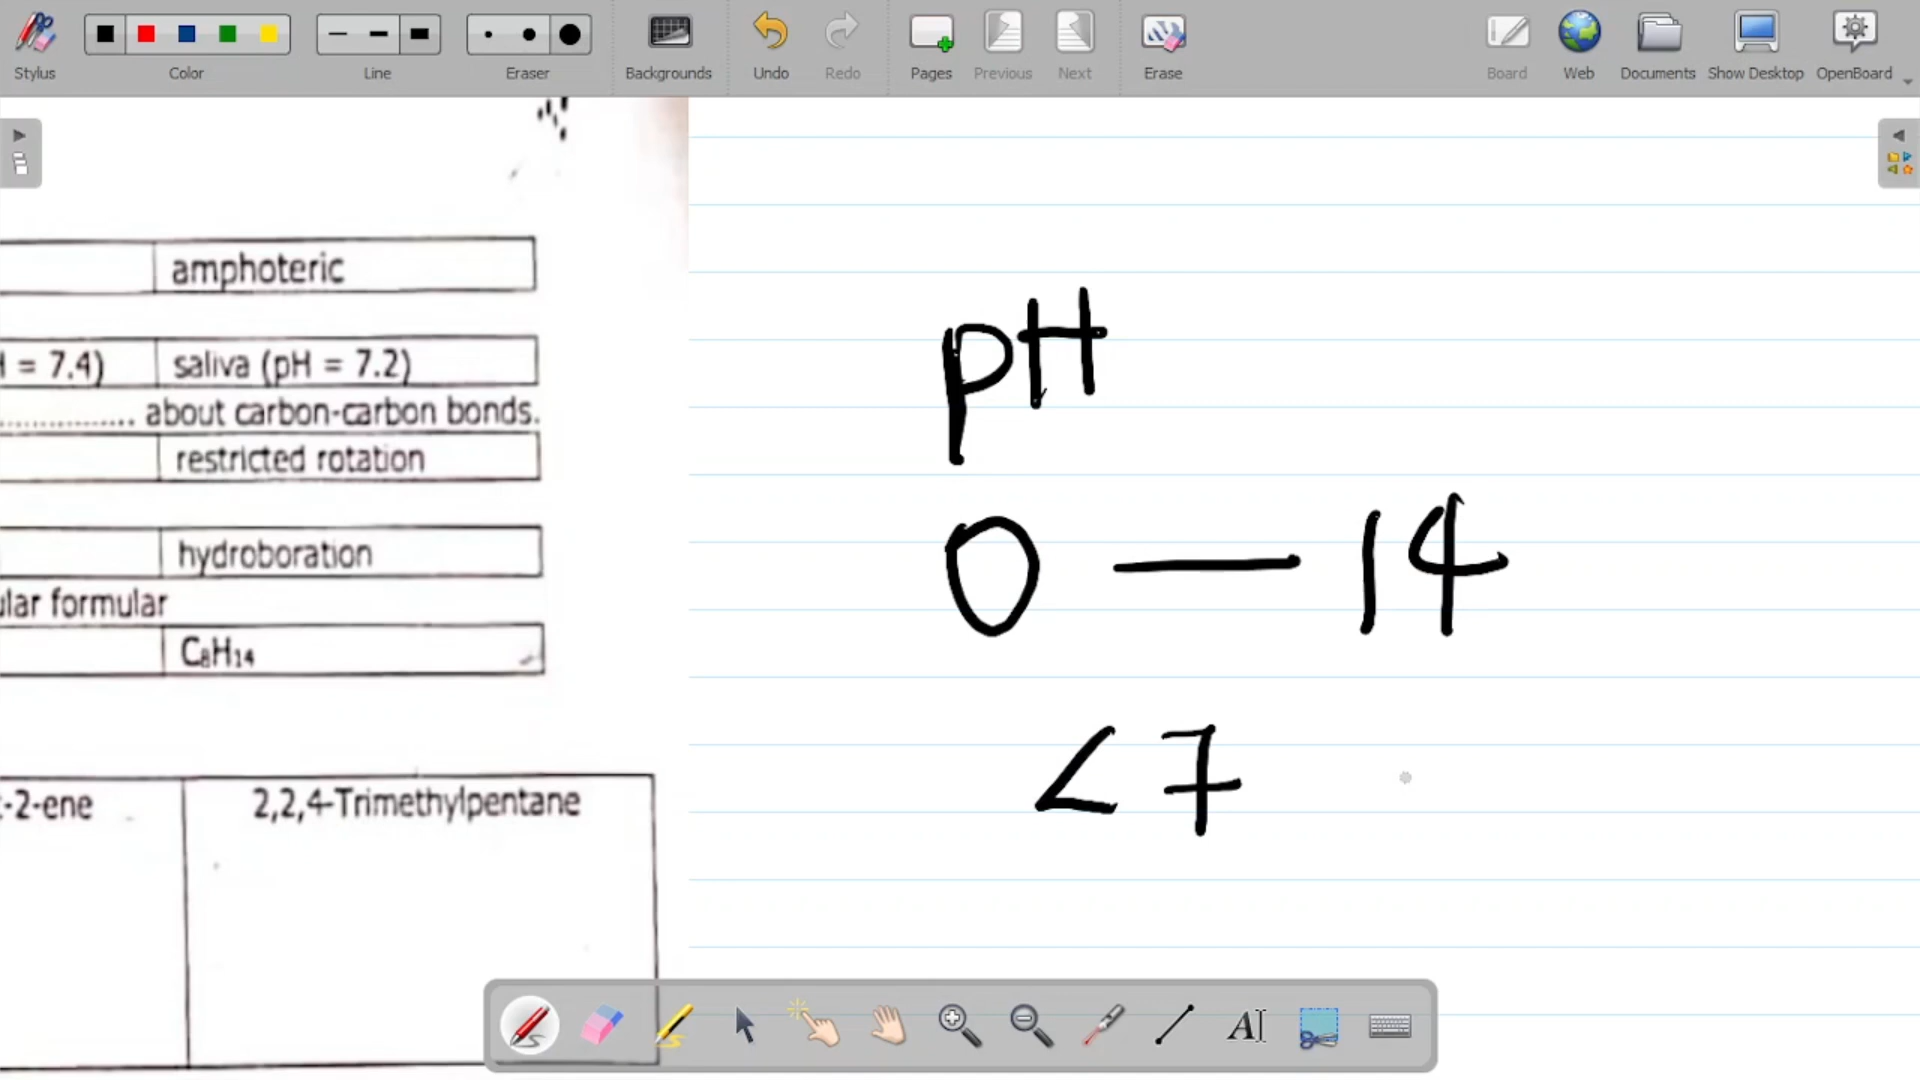 Stylus
Color
Line
Eraser
Backgrounds
Undo
Redo
Pages
Previous
Next
Erase
Board
Web
Documents
Show Desktop
OpenBoard
amphoteric
= 7.4) saliva (pH = 7.2)
............... about carbon-carbon bonds.
restricted rotation
hydroboration
ular formular
C₈H₁₄
-2-ene 2,2,4-Trimethylpentane
pH
0 — 14
< 7